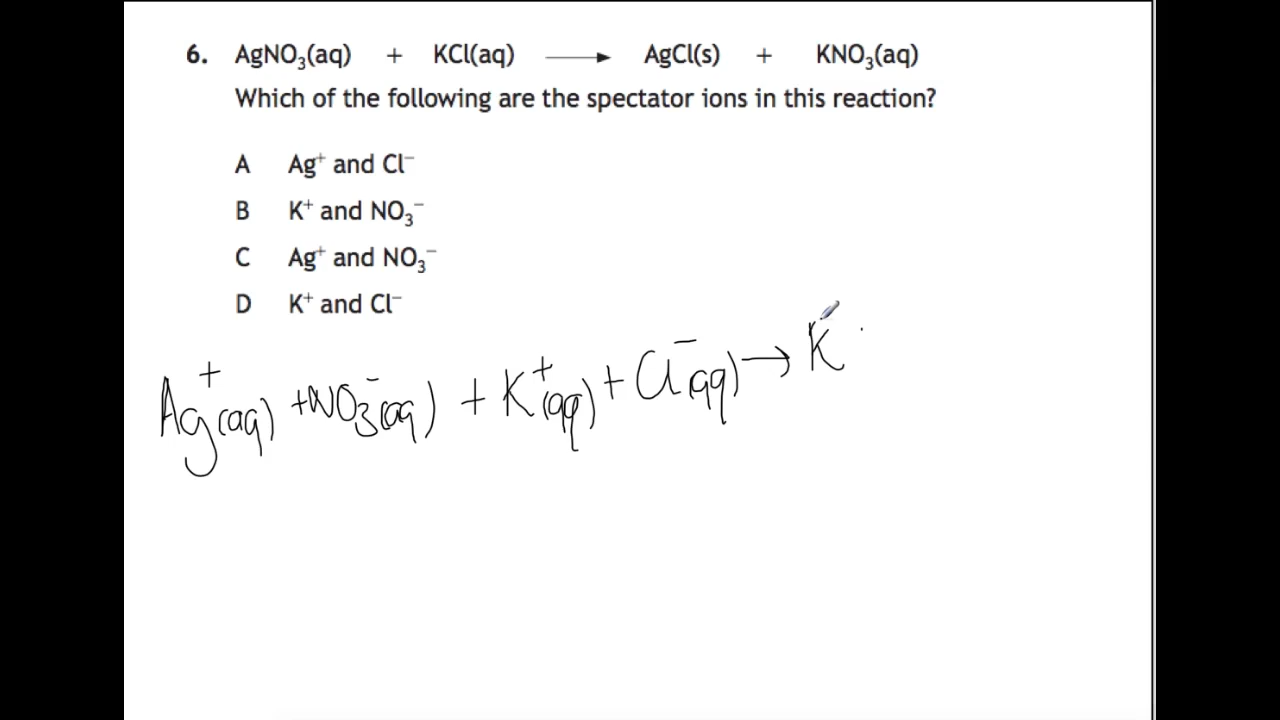 6. AgNO₃(aq) + KCl(aq) ⟶ AgCl(s) + KNO₃(aq)
Which of the following are the spectator ions in this reaction?
A Ag⁺ and Cl⁻
B K⁺ and NO₃⁻
C Ag⁺ and NO₃⁻
D K⁺ and Cl⁻
Ag⁺(aq) + NO₃⁻(aq) + K⁺(aq) + Cl⁻(aq) → K